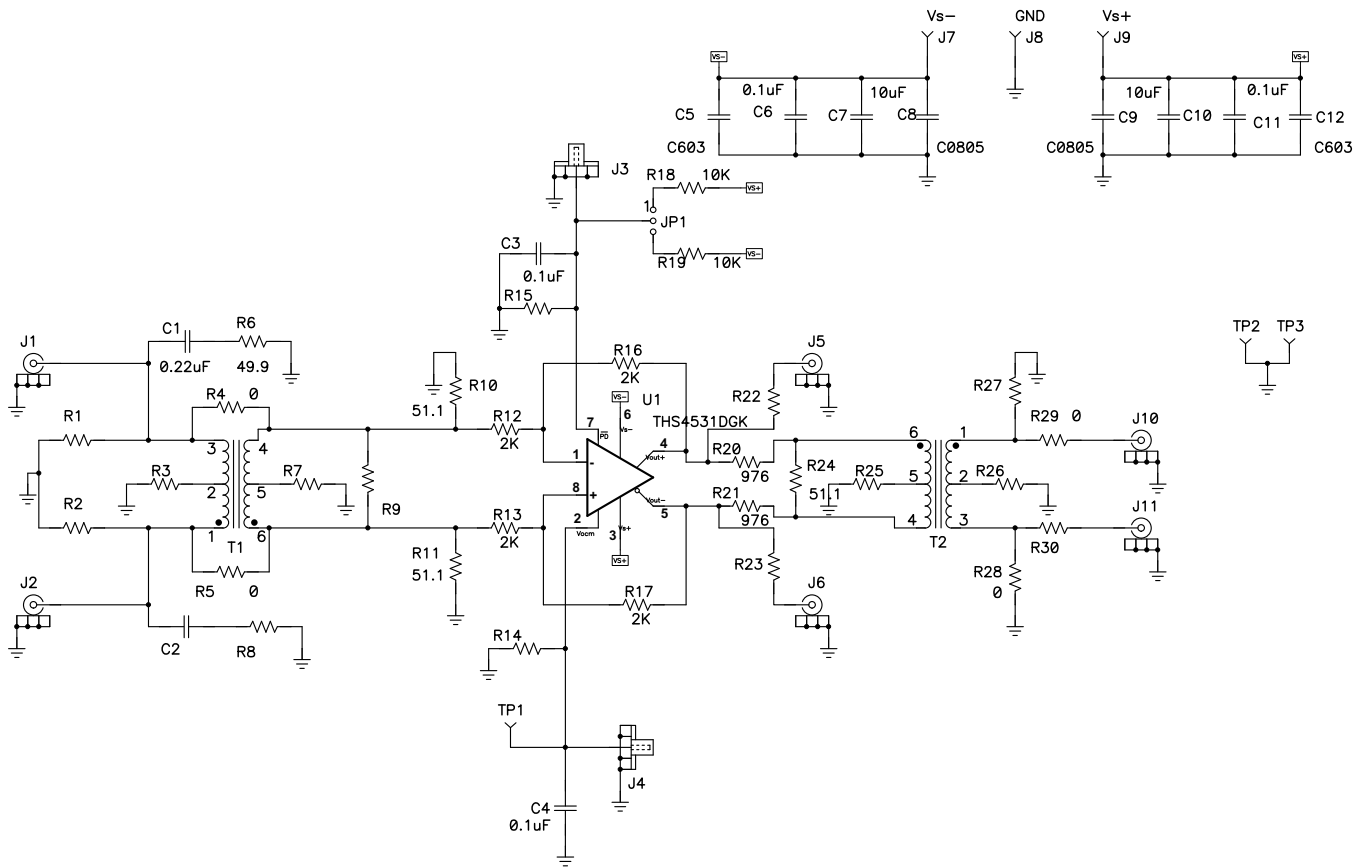 Vs-
GND
Vs+
J7
J8
J9
VS-
VS+
0.1uF
10uF
10uF
0.1uF
C5
C6
C7
C8
C9
C10
C11
C12
C603
C0805
C0805
C603
J3
R18
10K
VS+
1
JP1
C3
R19
10K
VS-
0.1uF
R15
J1
C1
R6
0.22uF
49.9
R4
0
R10
51.1
R16
2K
VS-
U1
6
Vs-
THS4531DGK
J5
R22
R27
TP2
TP3
R1
3
4
R12
2K
7
PD
4
Vout+
R20
976
6
1
R29
0
J10
R3
2
5
R7
R9
1
-
8
+
R24
51.1
R25
5
2
R26
R2
1
6
T1
R13
2K
2
Vocm
3
Vs+
VS+
Vout-
5
R21
976
4
3
T2
J11
R30
R5
0
R11
51.1
R23
R28
0
J2
R17
2K
J6
C2
R8
R14
TP1
J4
C4
0.1uF